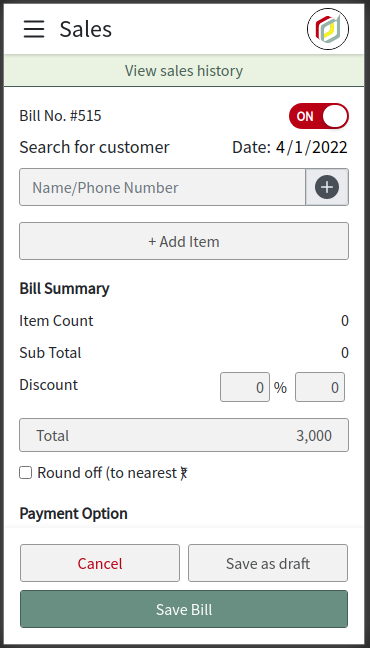 Sales
View sales history
Bill No. #515 ON
Search for customer Date: 4/1/2022
Name/Phone Number
+ Add Item
Bill Summary
Item Count 0
Sub Total 0
Discount 0 % 0
Total 3,000
Round off (to nearest
Payment Option
Cancel Save as draft
Save Bill